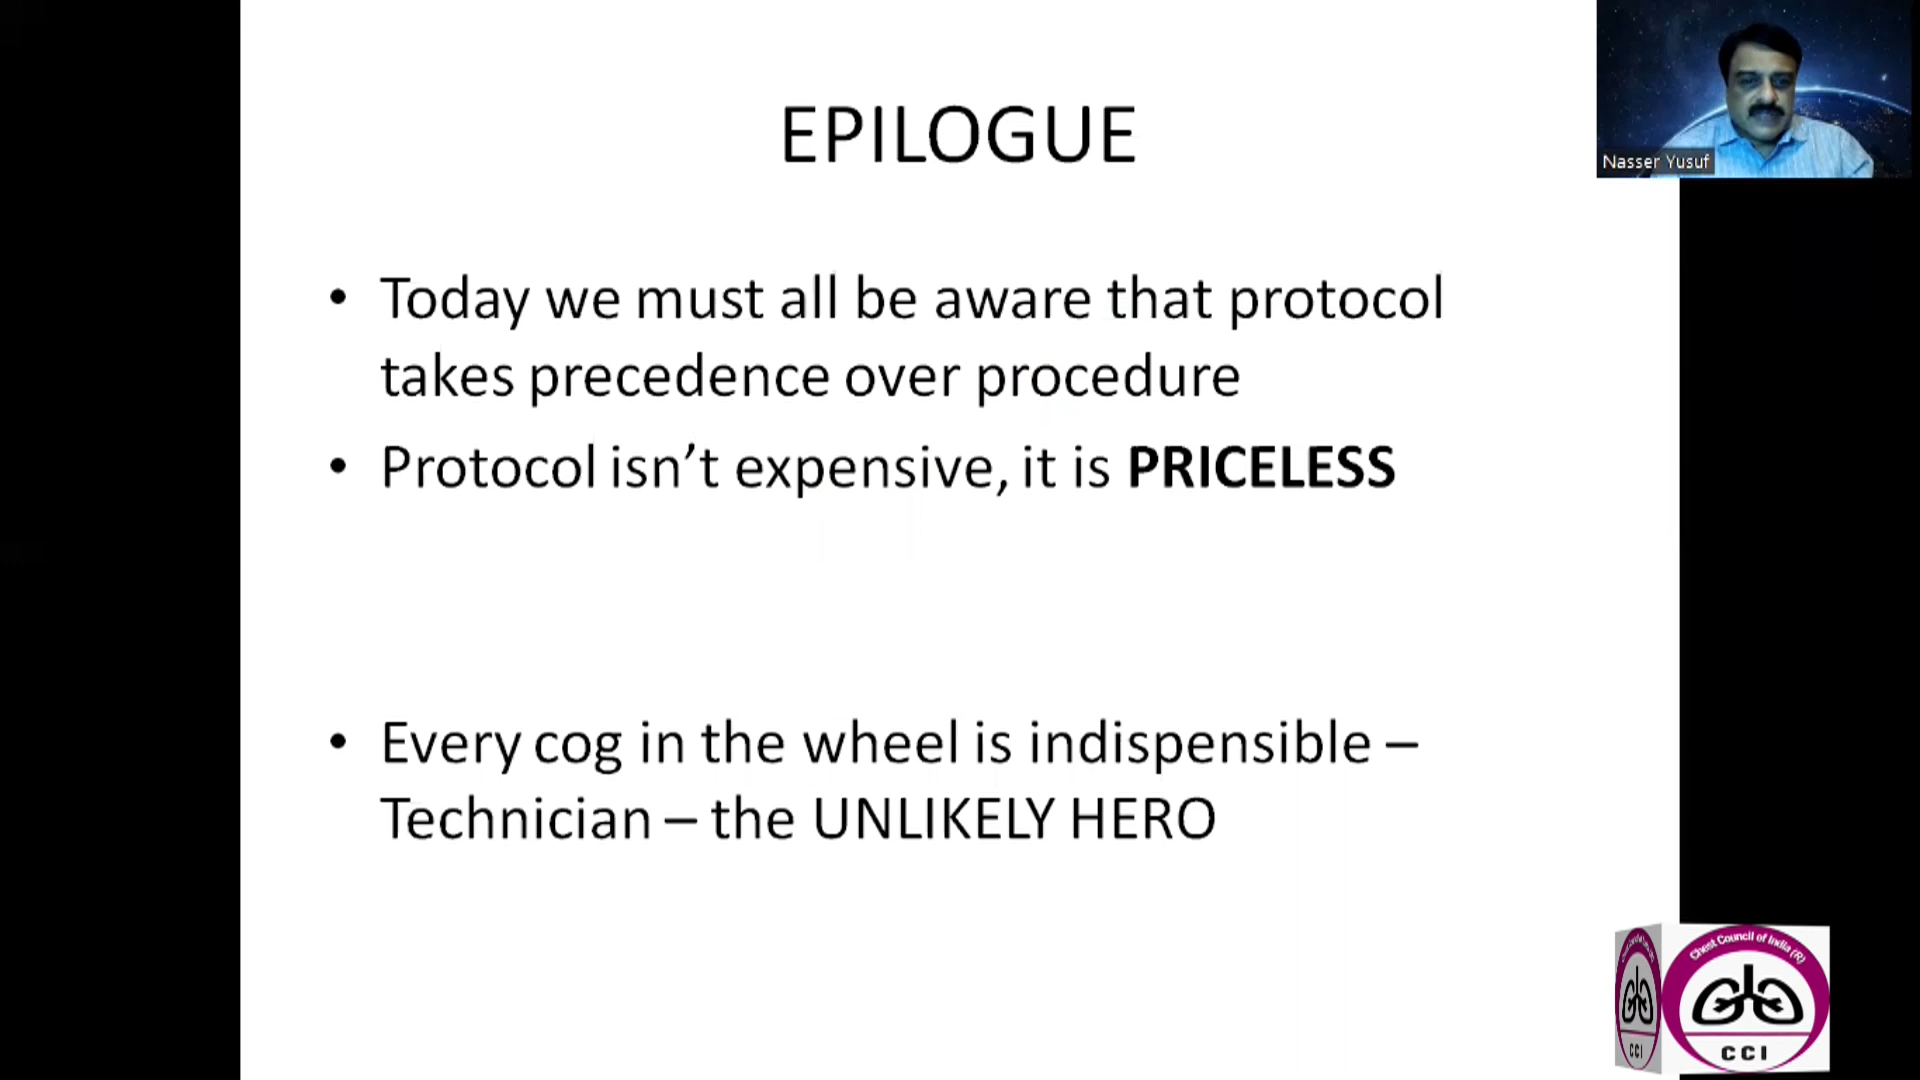 EPILOGUE
Nasser Yusuf
• Today we must all be aware that protocol
takes precedence over procedure
• Protocol isn’t expensive, it is PRICELESS
• Every cog in the wheel is indispensible –
Technician – the UNLIKELY HERO
Chest Council of India (R)
CCI
CCI